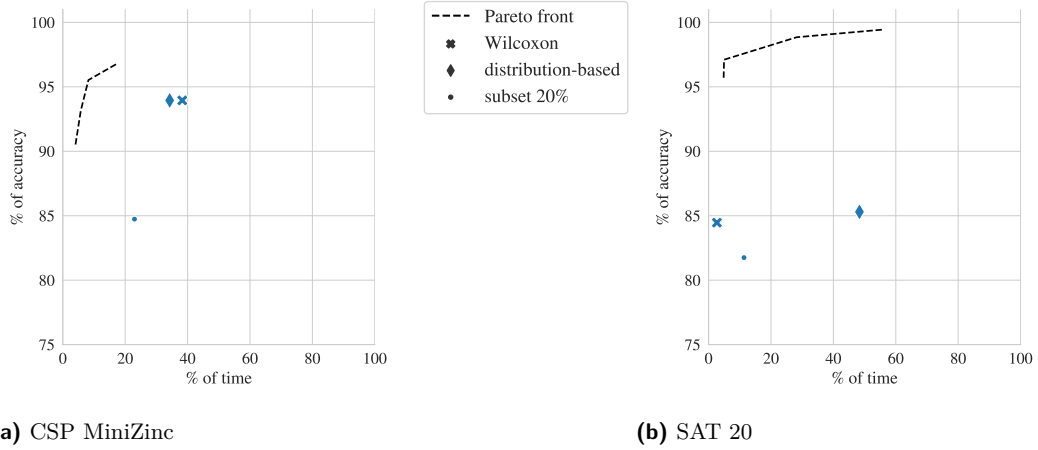 100
95
90
85
80
75
% of accuracy
0 20 40 60 80 100
% of time
Pareto front
Wilcoxon
distribution-based
subset 20%
100
95
90
85
80
75
% of accuracy
0 20 40 60 80 100
% of time
a) CSP MiniZinc
(b) SAT 20